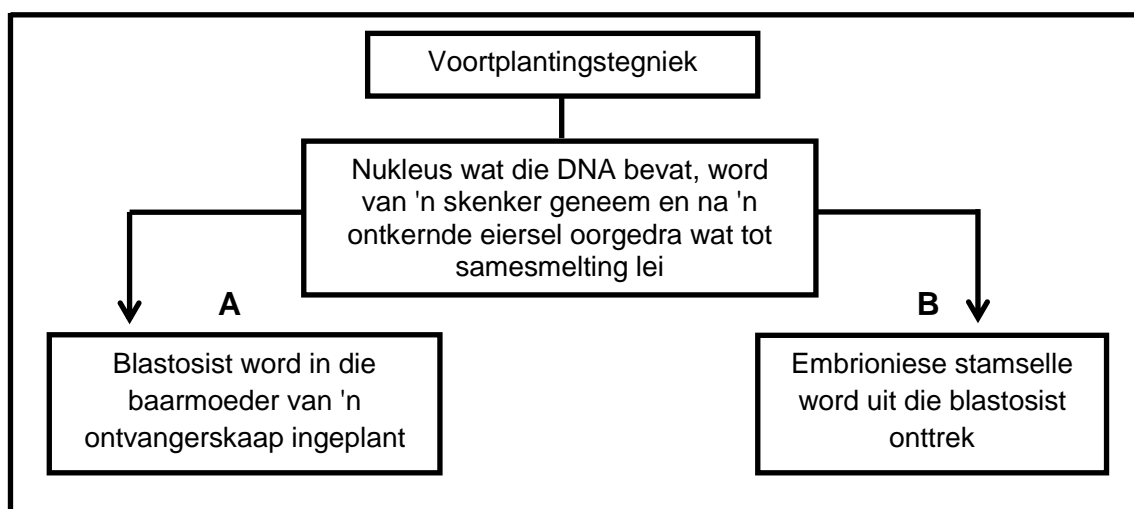 Voortplantingstegniek
Nukleus wat die DNA bevat, word
van 'n skenker geneem en na 'n
ontkernde eiersel oorgedra wat tot
samesmelting lei
A
B
Blastosist word in die
baarmoeder van 'n
ontvangerskaap ingeplant
Embrioniese stamselle
word uit die blastosist
onttrek